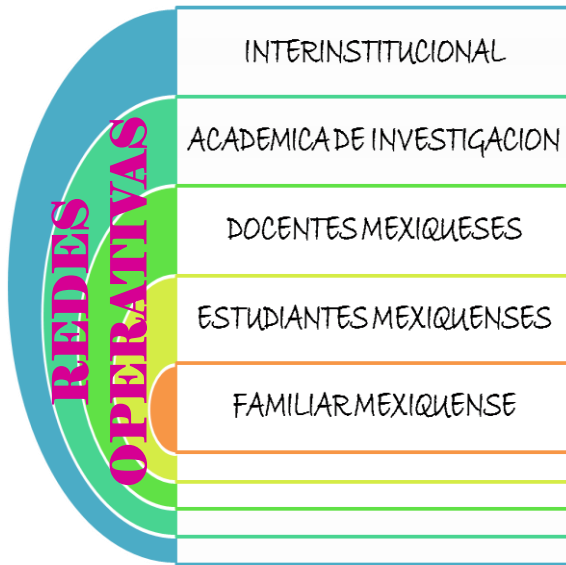 REDES
OPERATIVAS
INTERINSTITUCIONAL
ACADEMICA DE INVESTIGACION
DOCENTES MEXIQUESES
ESTUDIANTES MEXIQUENSES
FAMILIAR MEXIQUENSE